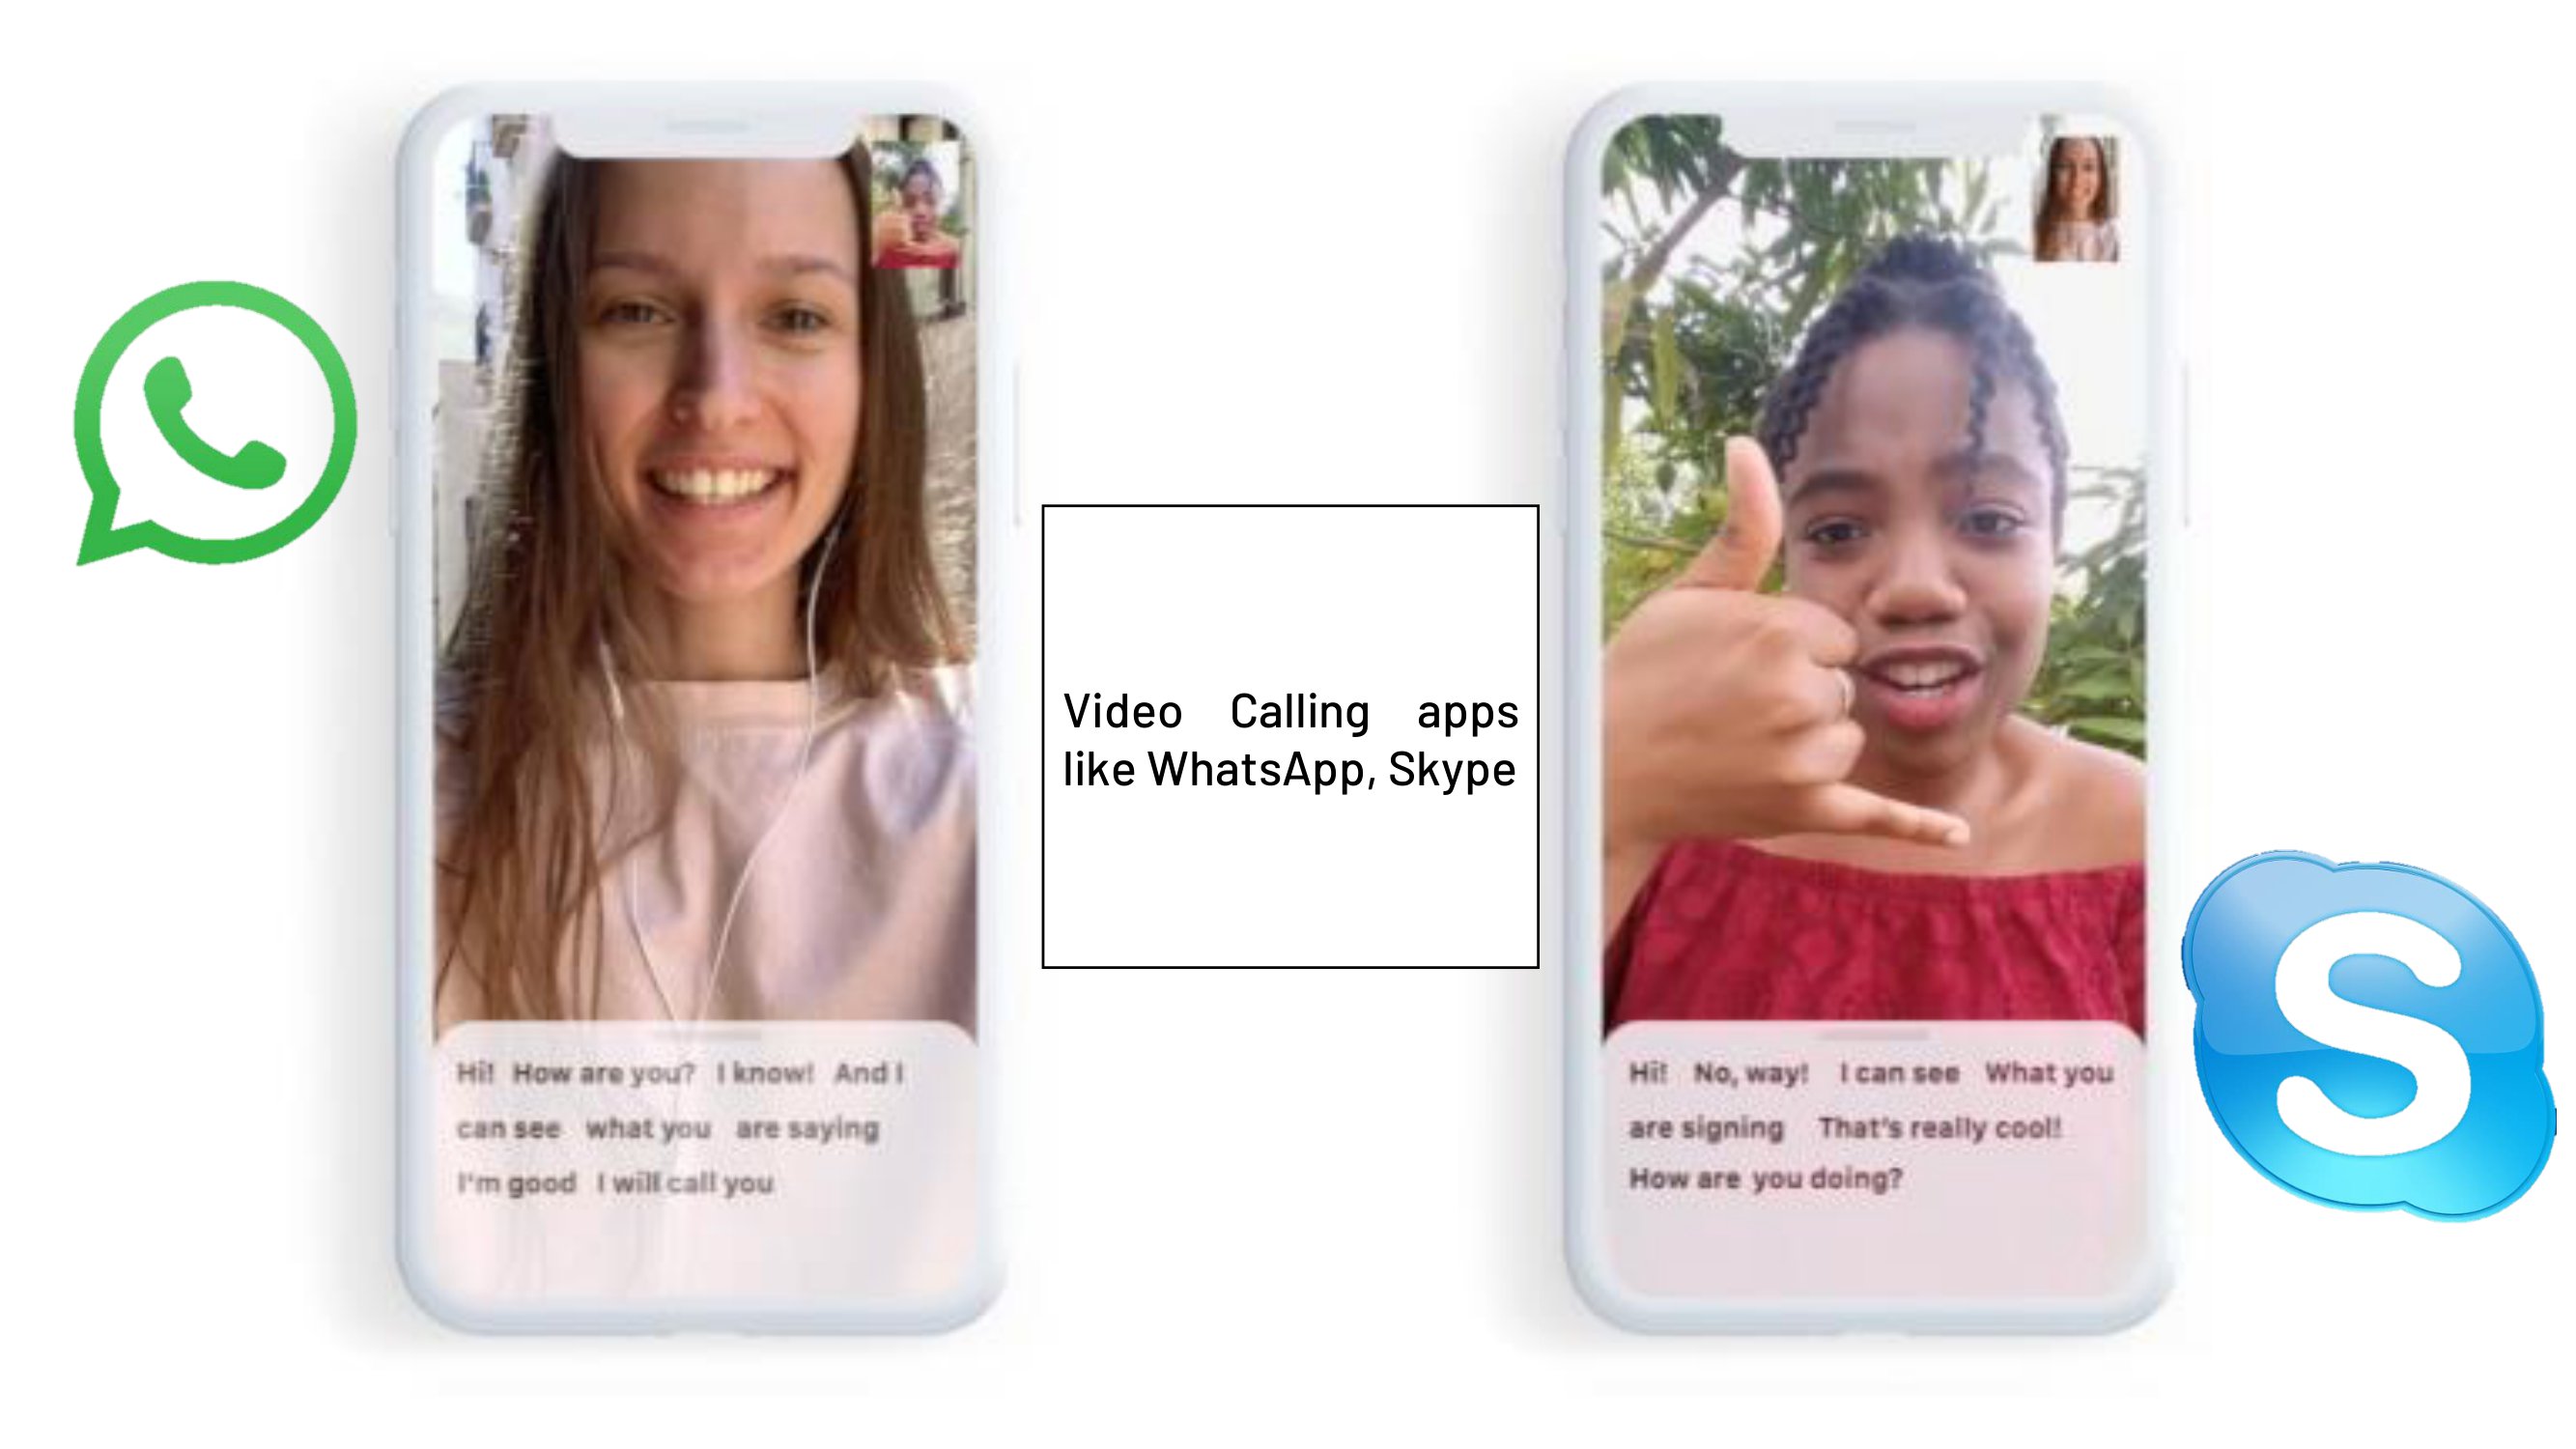 Hi! How are you? I know! And I
can see what you are saying
I'm good I will call you
Video Calling apps
like WhatsApp, Skype
Hi! No, way! I can see What you
are signing That's really cool!
How are you doing?
S